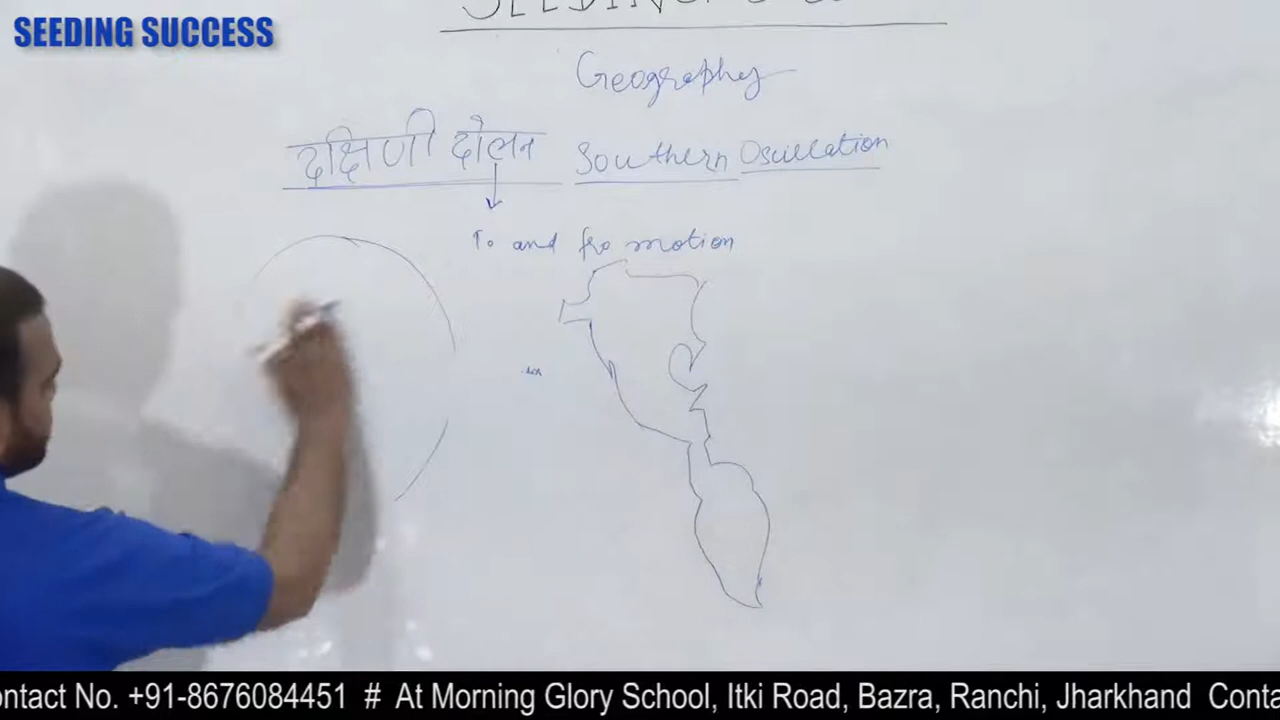 SEEDING SUCCESS
Geography
दक्षिणी दोलन Southern Oscillation
To and fro motion
ontact No. +91-8676084451 # At Morning Glory School, Itki Road, Bazra, Ranchi, Jharkhand Conta